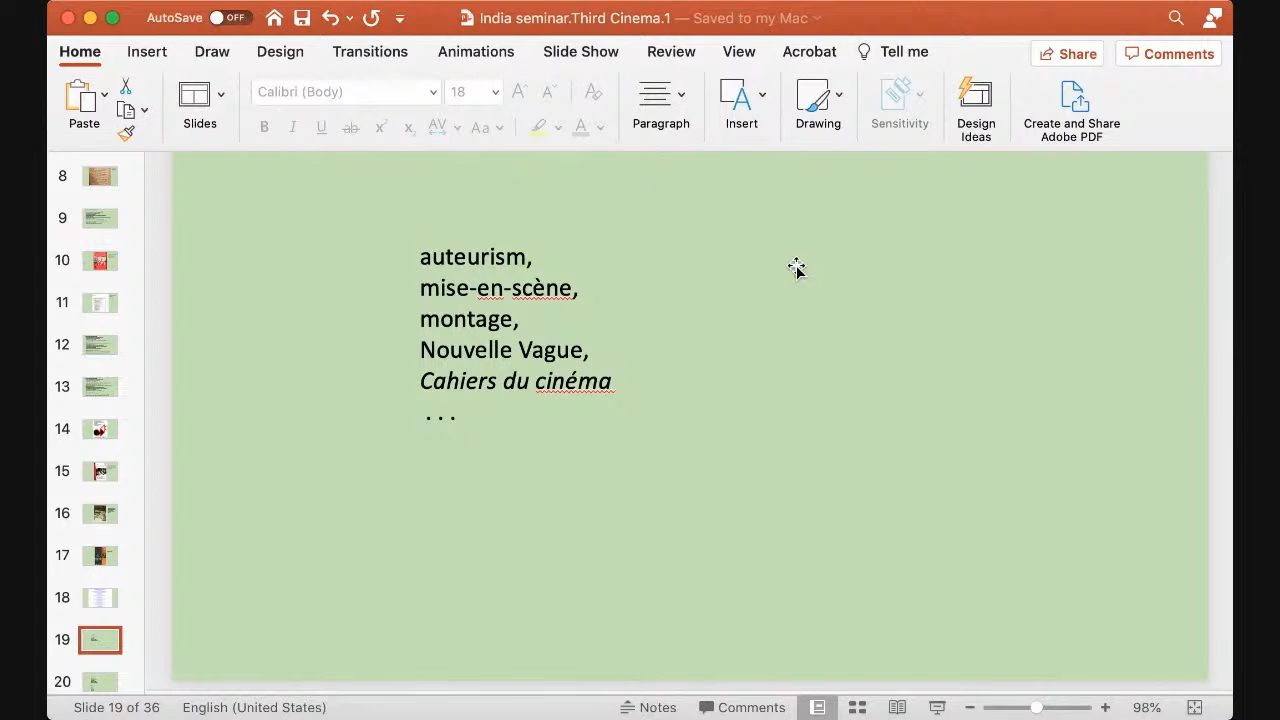 AutoSave OFF
India seminar.Third Cinema.1 — Saved to my Mac
Home Insert Draw Design Transitions Animations Slide Show Review View Acrobat Tell me
Share Comments
Calibri (Body) 18
Paste Slides Paragraph Insert Drawing Sensitivity Design Ideas Create and Share Adobe PDF
8
9
10
11
12
13
14
15
16
17
18
19
20
auteurism,
mise-en-scène,
montage,
Nouvelle Vague,
Cahiers du cinéma
. . .
Slide 19 of 36 English (United States) Notes Comments 98%